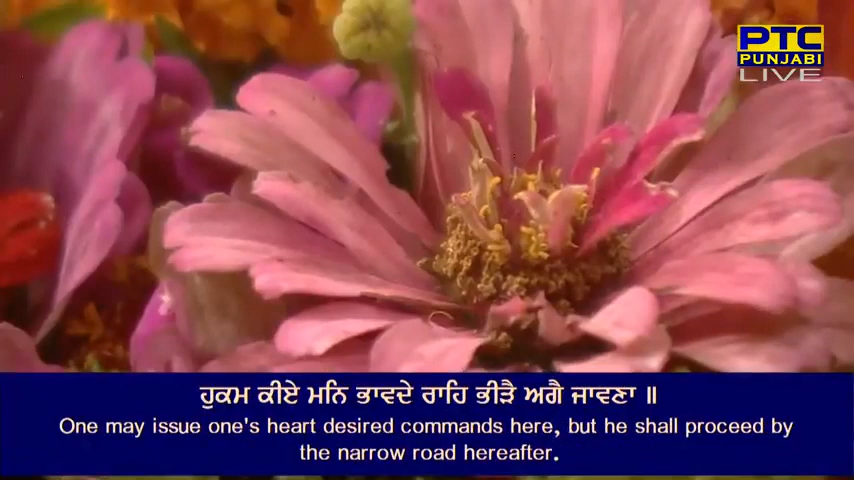 PTC
PUNJABI
LIVE
ਹੁਕਮ ਕੀਏ ਮਨਿ ਭਾਵਦੇ ਰਾਹਿ ਭੀੜੈ ਅਗੈ ਜਾਵਣਾ ॥
One may issue one's heart desired commands here, but he shall proceed by
the narrow road hereafter.